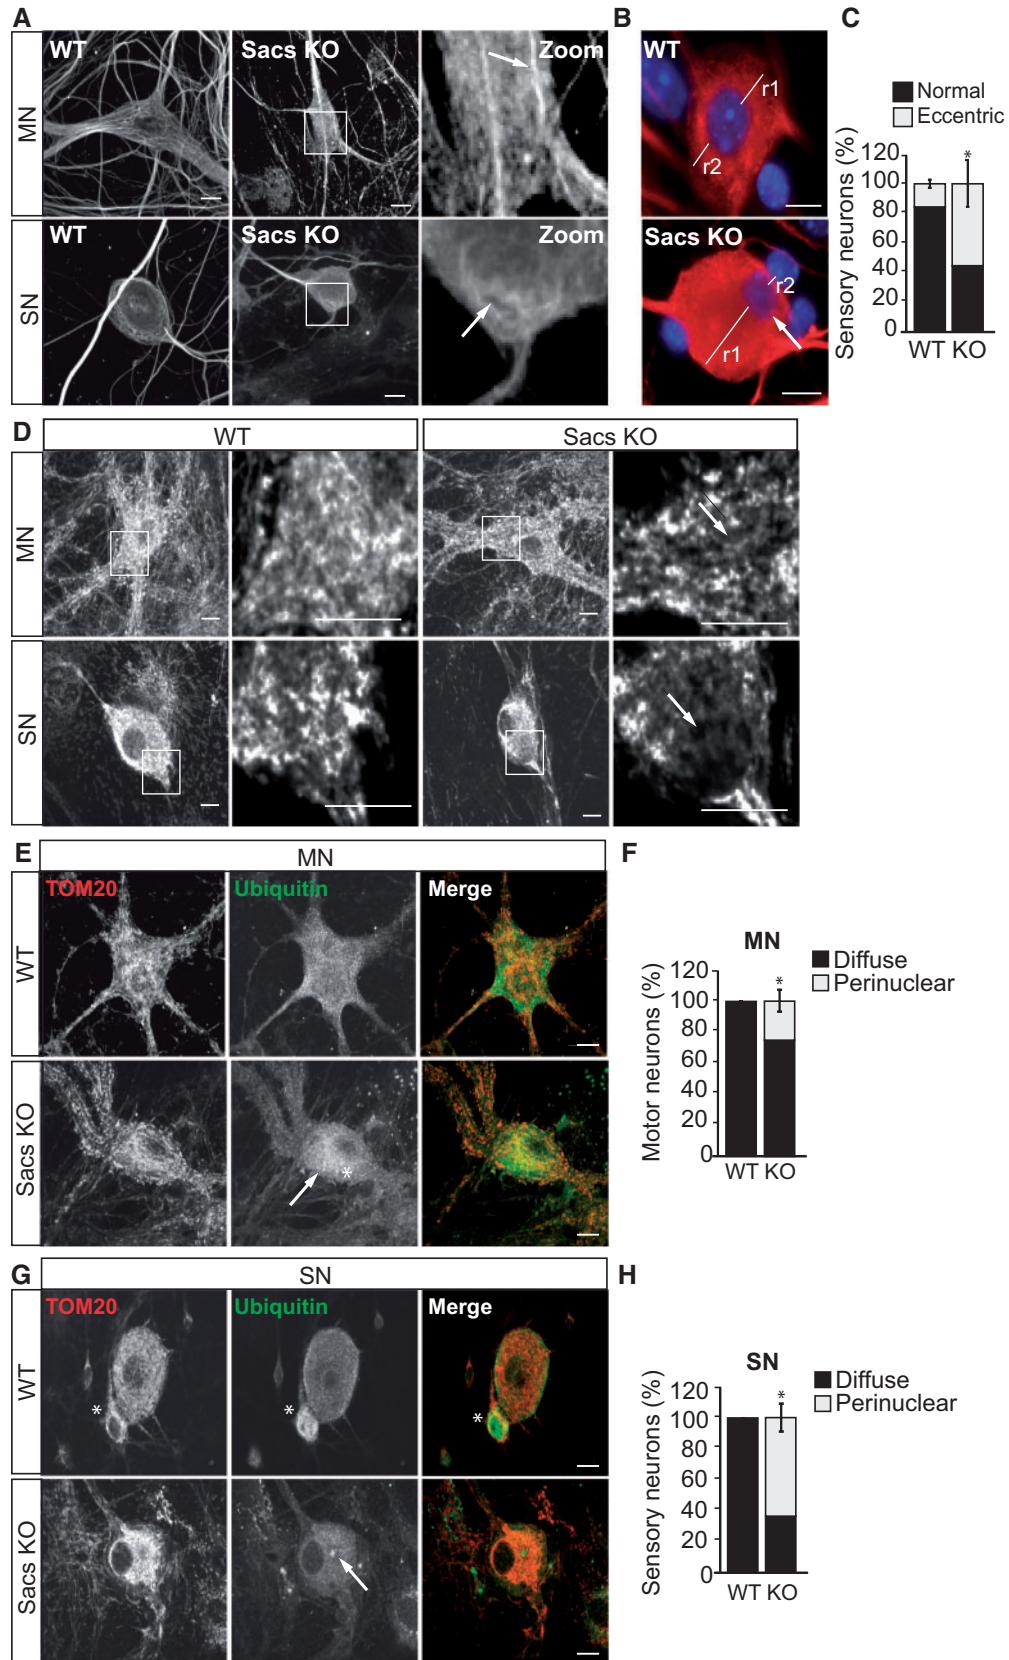 A
WT
Sacs KO
Zoom
MN
WT
Sacs KO
Zoom
SN
B
WT
r1
r2
Sacs KO
r2
r1
C
Normal
Eccentric
*
Sensory neurons (%)
120
100
80
60
40
20
0
WT KO
D
WT
Sacs KO
MN
SN
E
MN
TOM20
Ubiquitin
Merge
WT
Sacs KO
*
F
MN
Diffuse
Perinuclear
*
Motor neurons (%)
120
100
80
60
40
20
0
WT KO
G
SN
TOM20
Ubiquitin
Merge
WT
*
*
*
Sacs KO
H
SN
Diffuse
Perinuclear
*
Sensory neurons (%)
120
100
80
60
40
20
0
WT KO